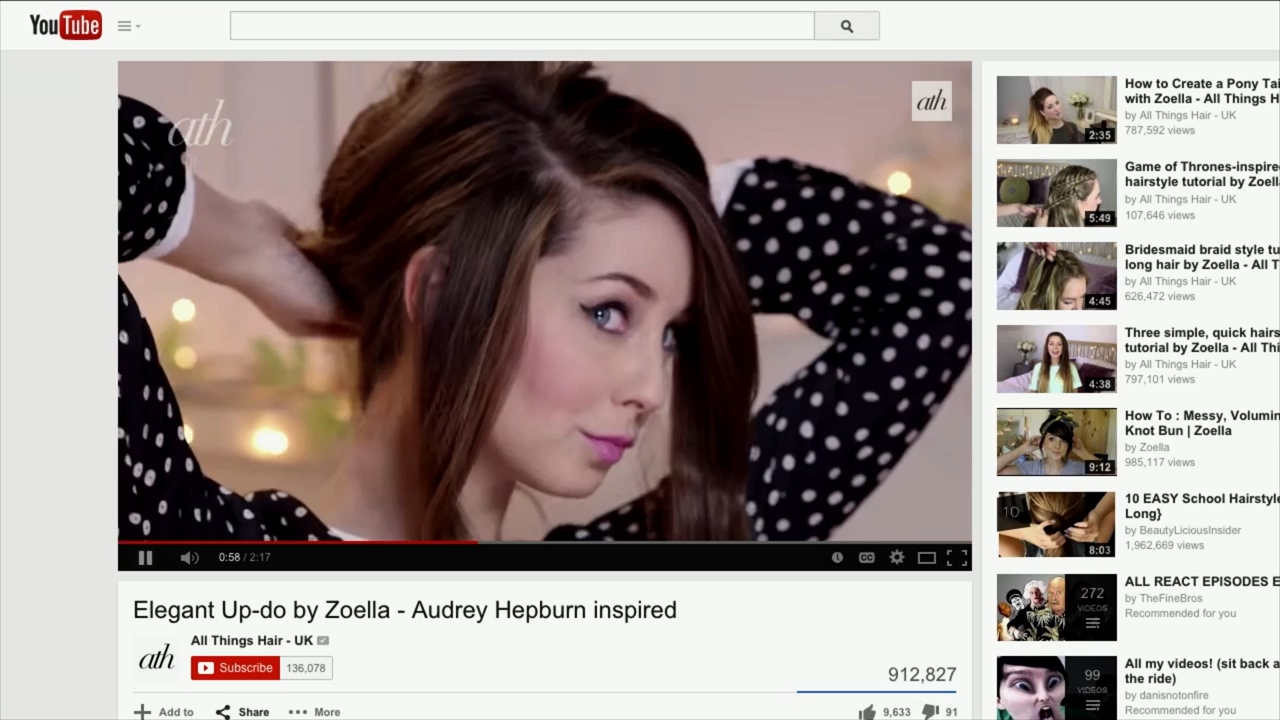 YouTube
ath
ath
0:58 / 2:17
CC
Elegant Up-do by Zoella - Audrey Hepburn inspired
ath
All Things Hair - UK
Subscribe 136,078
912,827
Add to Share More
9,633 91
2:35
How to Create a Pony Tai
with Zoella - All Things H
by All Things Hair - UK
787,592 views
5:49
Game of Thrones-inspire
hairstyle tutorial by Zoell
by All Things Hair - UK
107,646 views
4:45
Bridesmaid braid style tu
long hair by Zoella - All T
by All Things Hair - UK
626,472 views
4:38
Three simple, quick hairs
tutorial by Zoella - All Thi
by All Things Hair - UK
797,101 views
9:12
How To : Messy, Volumin
Knot Bun | Zoella
by Zoella
985,117 views
10
8:03
10 EASY School Hairstyle
Long}
by BeautyLiciousInsider
1,962,669 views
272
VIDEOS
ALL REACT EPISODES E
by TheFineBros
Recommended for you
99
VIDEOS
All my videos! (sit back a
the ride)
by danisnotonfire
Recommended for you